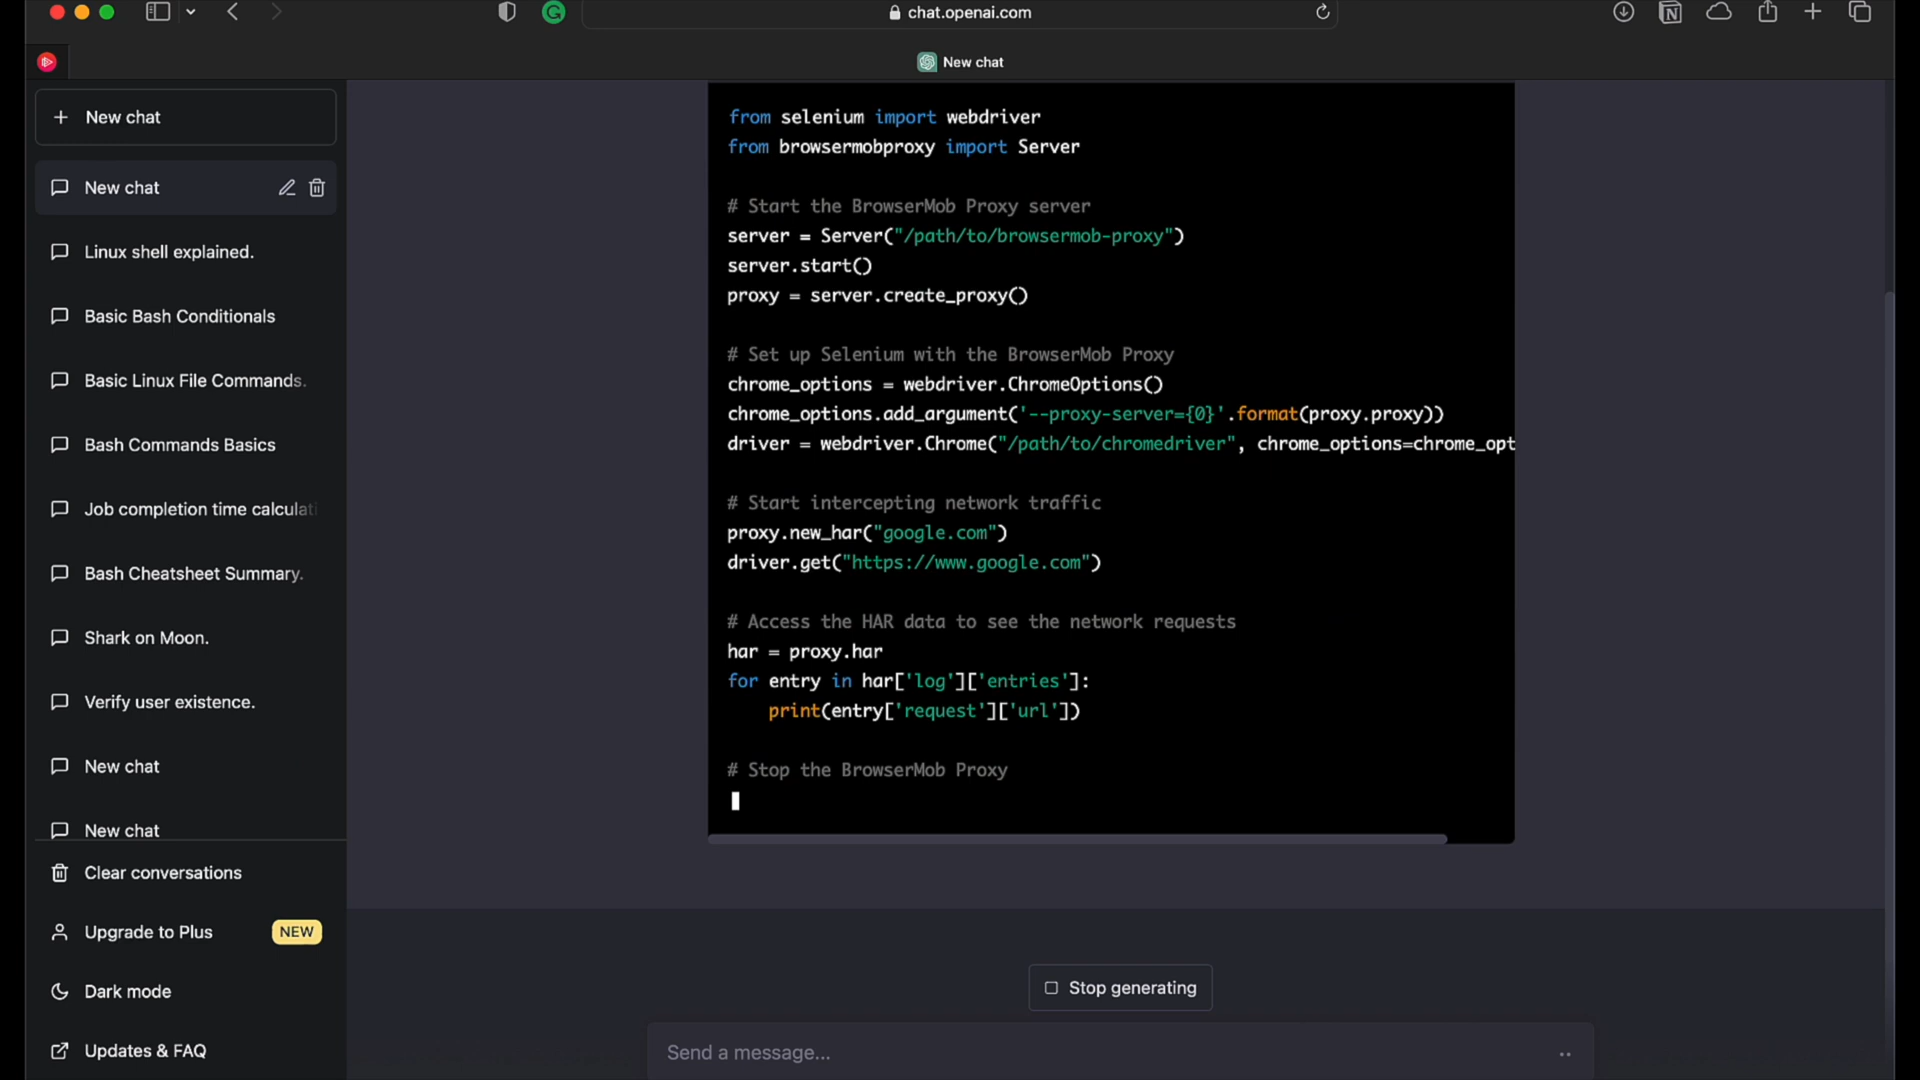 chat.openai.com
New chat
New chat
New chat
Linux shell explained.
Basic Bash Conditionals
Basic Linux File Commands.
Bash Commands Basics
Job completion time calculati
Bash Cheatsheet Summary.
Shark on Moon.
Verify user existence.
New chat
New chat
Clear conversations
Upgrade to Plus NEW
Dark mode
Updates & FAQ
from selenium import webdriver
from browsermobproxy import Server
# Start the BrowserMob Proxy server
server = Server("/path/to/browsermob-proxy")
server.start()
proxy = server.create_proxy()
# Set up Selenium with the BrowserMob Proxy
chrome_options = webdriver.ChromeOptions()
chrome_options.add_argument('--proxy-server={0}'.format(proxy.proxy))
driver = webdriver.Chrome("/path/to/chromedriver", chrome_options=chrome_opt
# Start intercepting network traffic
proxy.new_har("google.com")
driver.get("https://www.google.com")
# Access the HAR data to see the network requests
har = proxy.har
for entry in har['log']['entries']:
    print(entry['request']['url'])
# Stop the BrowserMob Proxy
Stop generating
Send a message...